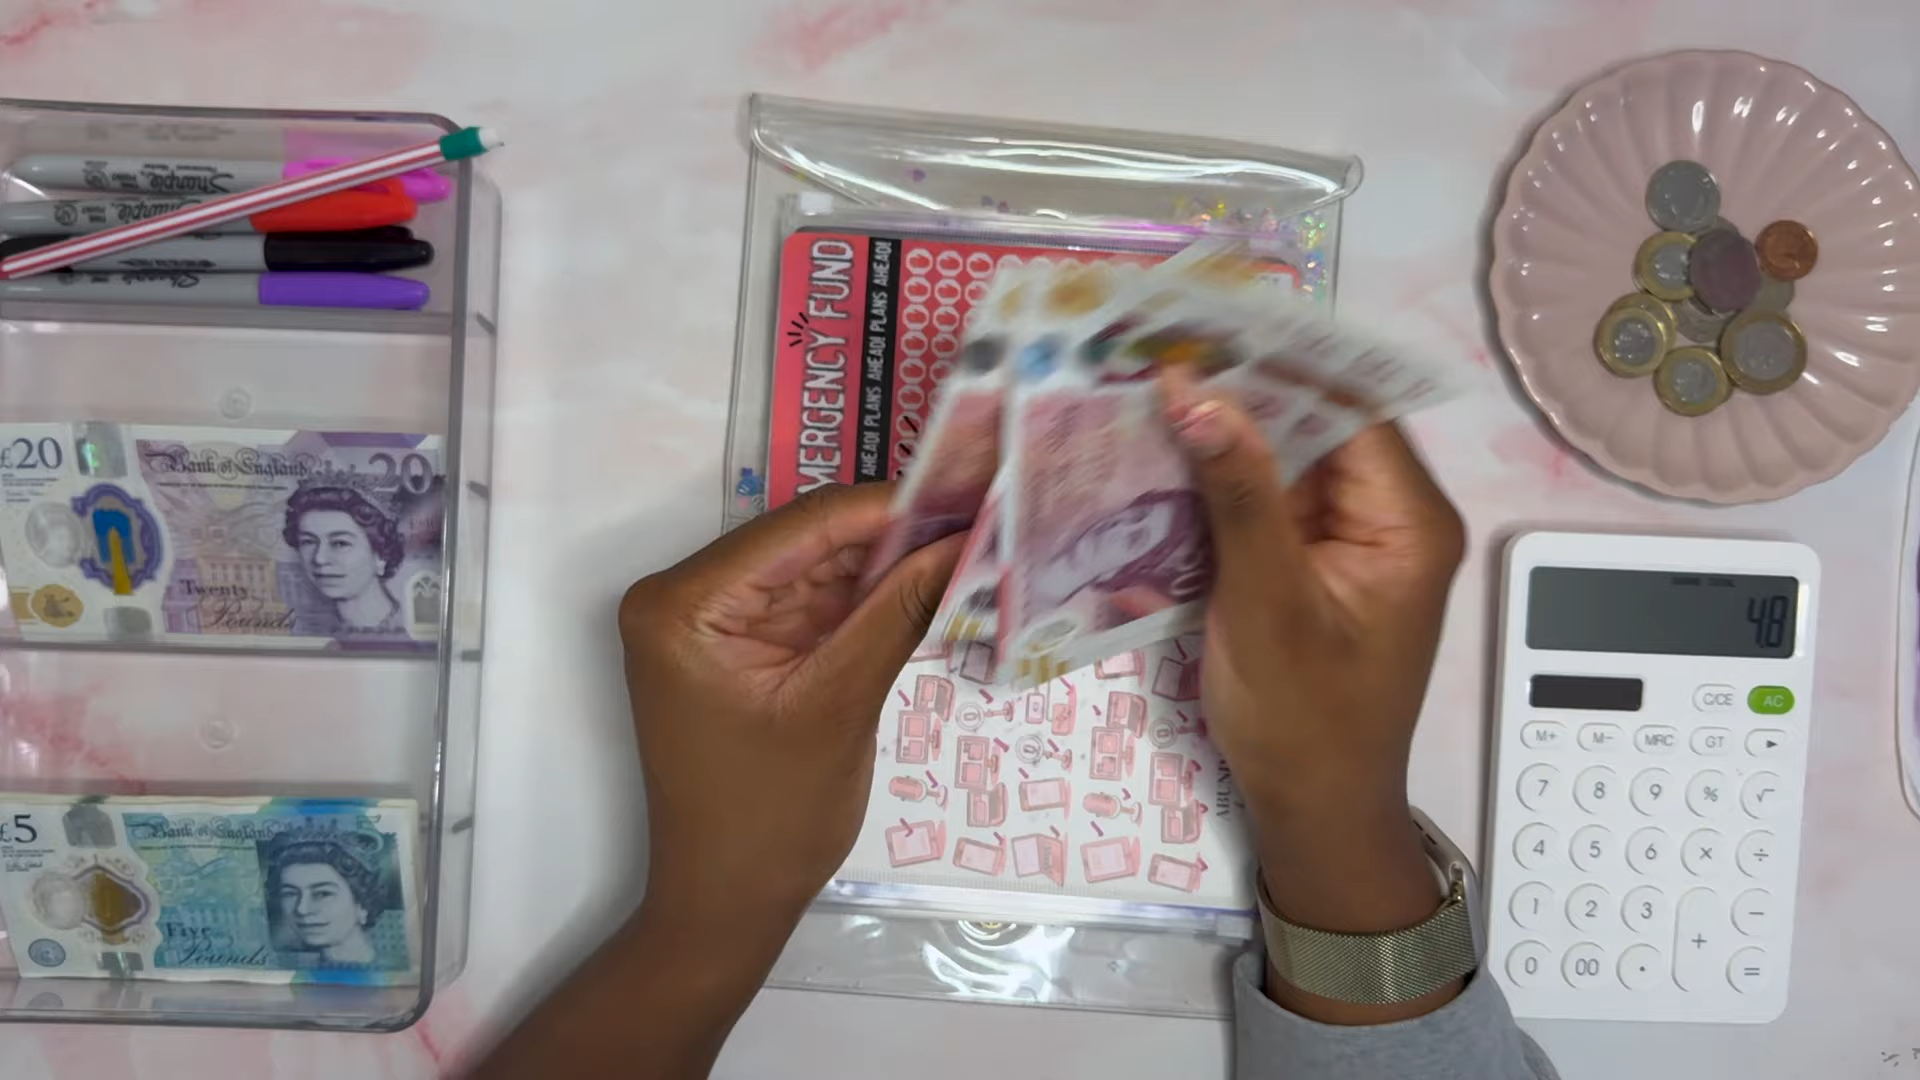 Sharpie
Sharpie
Sharpie
£20
Bank of England
20
Twenty
Pounds
£5
Bank of England
Five
Pounds
EMERGENCY FUND
AHEAD! PLANS AHEAD! PLANS AHEAD!
48
C/CE AC
M+ M- MRC GT ▶
7 8 9 % √
4 5 6 × ÷
1 2 3 + −
0 00 . =